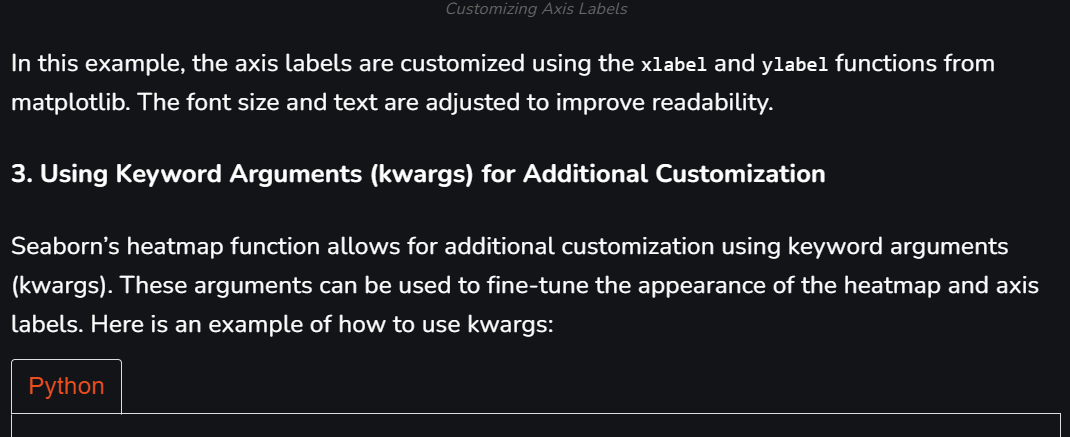 Customizing Axis Labels
In this example, the axis labels are customized using the xlabel and ylabel functions from
matplotlib. The font size and text are adjusted to improve readability.
3. Using Keyword Arguments (kwargs) for Additional Customization
Seaborn’s heatmap function allows for additional customization using keyword arguments
(kwargs). These arguments can be used to fine-tune the appearance of the heatmap and axis
labels. Here is an example of how to use kwargs:
Python